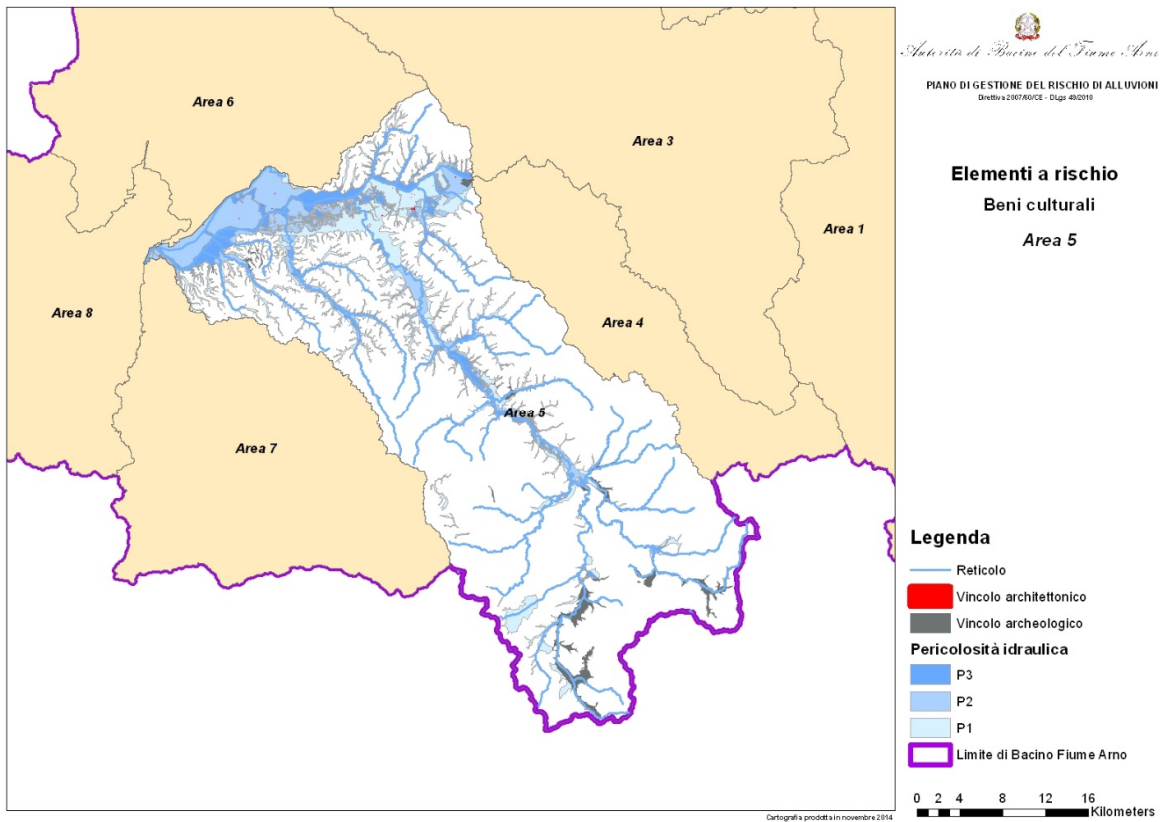 Autorità di Bacino del Fiume Arno
PIANO DI GESTIONE DEL RISCHIO DI ALLUVIONI
Direttiva 2007/60/CE - DLgs 49/2010
Elementi a rischio
Beni culturali
Area 5
Area 6
Area 3
Area 1
Area 8
Area 4
Area 5
Area 7
Legenda
Reticolo
Vincolo architettonico
Vincolo archeologico
Pericolosità idraulica
P3
P2
P1
Limite di Bacino Fiume Arno
0 2 4 8 12 16
Kilometers
Cartografia prodotta in novembre 2014